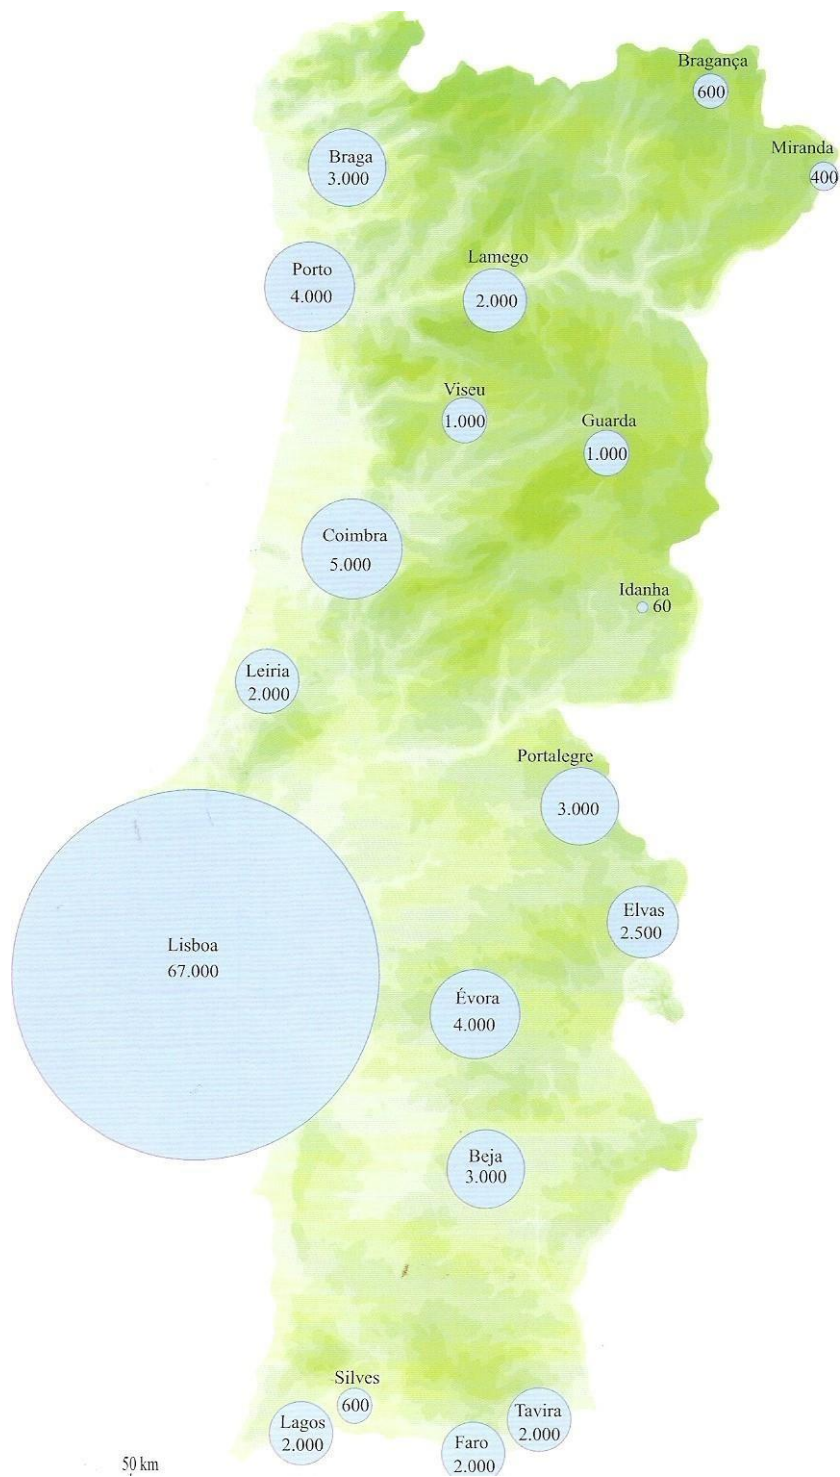 Bragança
600
Miranda
400
Braga
3.000
Porto
4.000
Lamego
2.000
Viseu
1.000
Guarda
1.000
Coimbra
5.000
Idanha
60
Leiria
2.000
Portalegre
3.000
Elvas
2.500
Lisboa
67.000
Évora
4.000
Beja
3.000
Silves
600
Lagos
2.000
Tavira
2.000
Faro
2.000
50 km